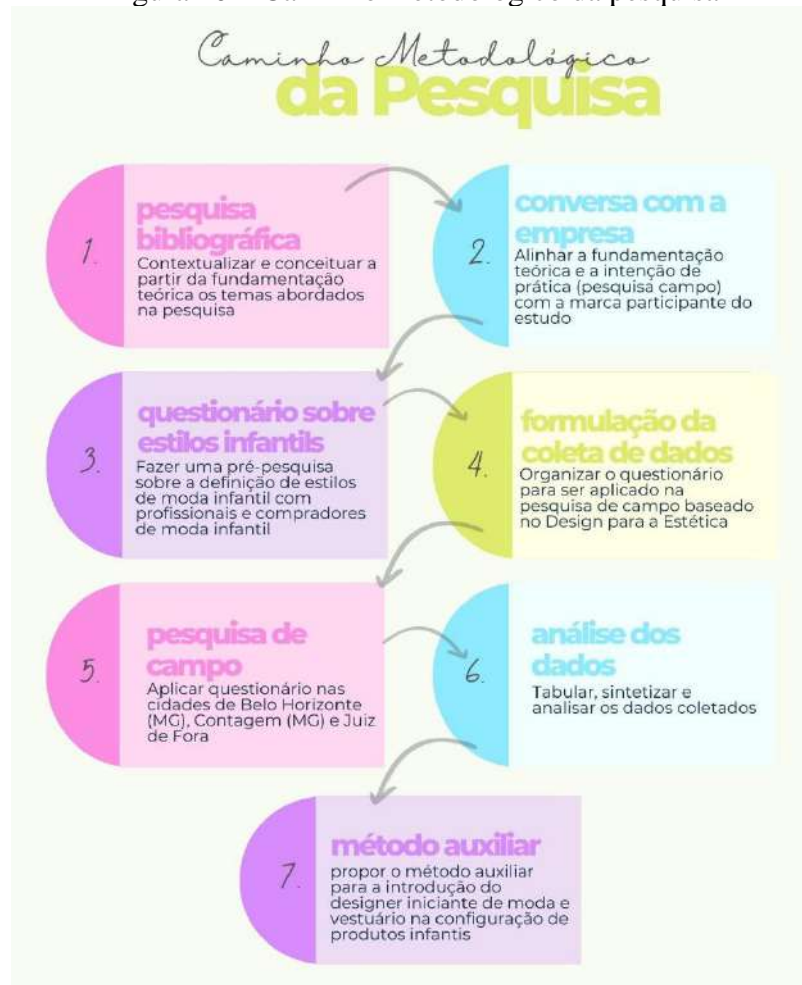 Caminho Metodológico da pesquisa
Caminho Metodológico
da Pesquisa
1.
pesquisa
bibliográfica
Contextualizar e conceituar a
partir da fundamentação
teórica os temas abordados
na pesquisa
2.
conversa com a
empresa
Alinhar a fundamentação
teórica e a intenção de
prática (pesquisa campo)
com a marca participante do
estudo
3.
questionário sobre
estilos infantils
Fazer uma pré-pesquisa
sobre a definição de estilos
de moda infantil com
profissionais e compradores
de moda infantil
4.
formulação da
coleta de dados
Organizar o questionário
para ser aplicado na
pesquisa de campo baseado
no Design para a Estética
5.
pesquisa de
campo
Aplicar questionário nas
cidades de Belo Horizonte
(MG), Contagem (MG) e Juiz
de Fora
6.
análise dos
dados
Tabular, sintetizar e
analisar os dados coletados
7.
método auxiliar
propor o método auxiliar
para a introdução do
designer iniciante de moda e
vestuário na configuração de
produtos infantis